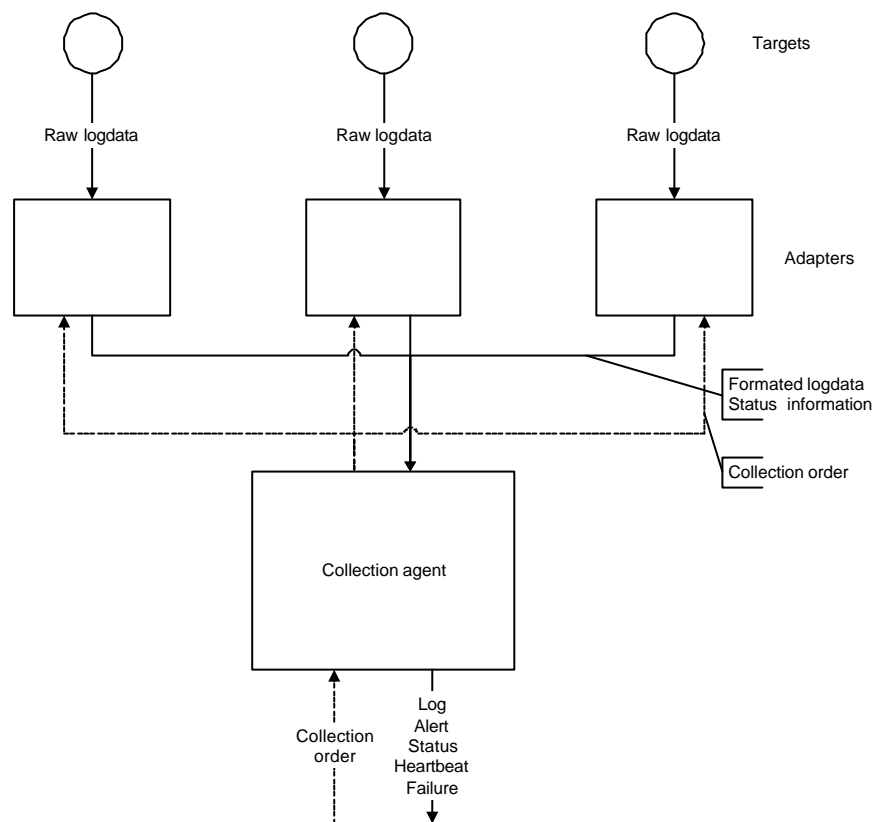 Targets
Raw logdata
Raw logdata
Raw logdata
Adapters
Formated logdata
Status information
Collection order
Collection agent
Collection
order
Log
Alert
Status
Heartbeat
Failure